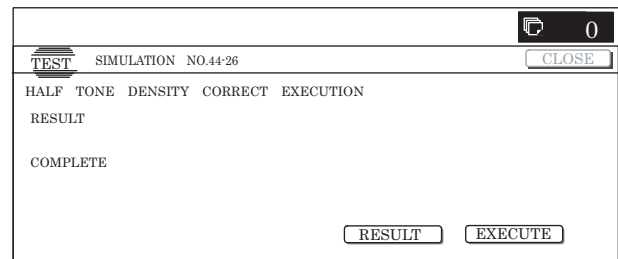 0
TEST SIMULATION NO.44-26 CLOSE
HALF TONE DENSITY CORRECT EXECUTION
RESULT
COMPLETE
RESULT EXECUTE